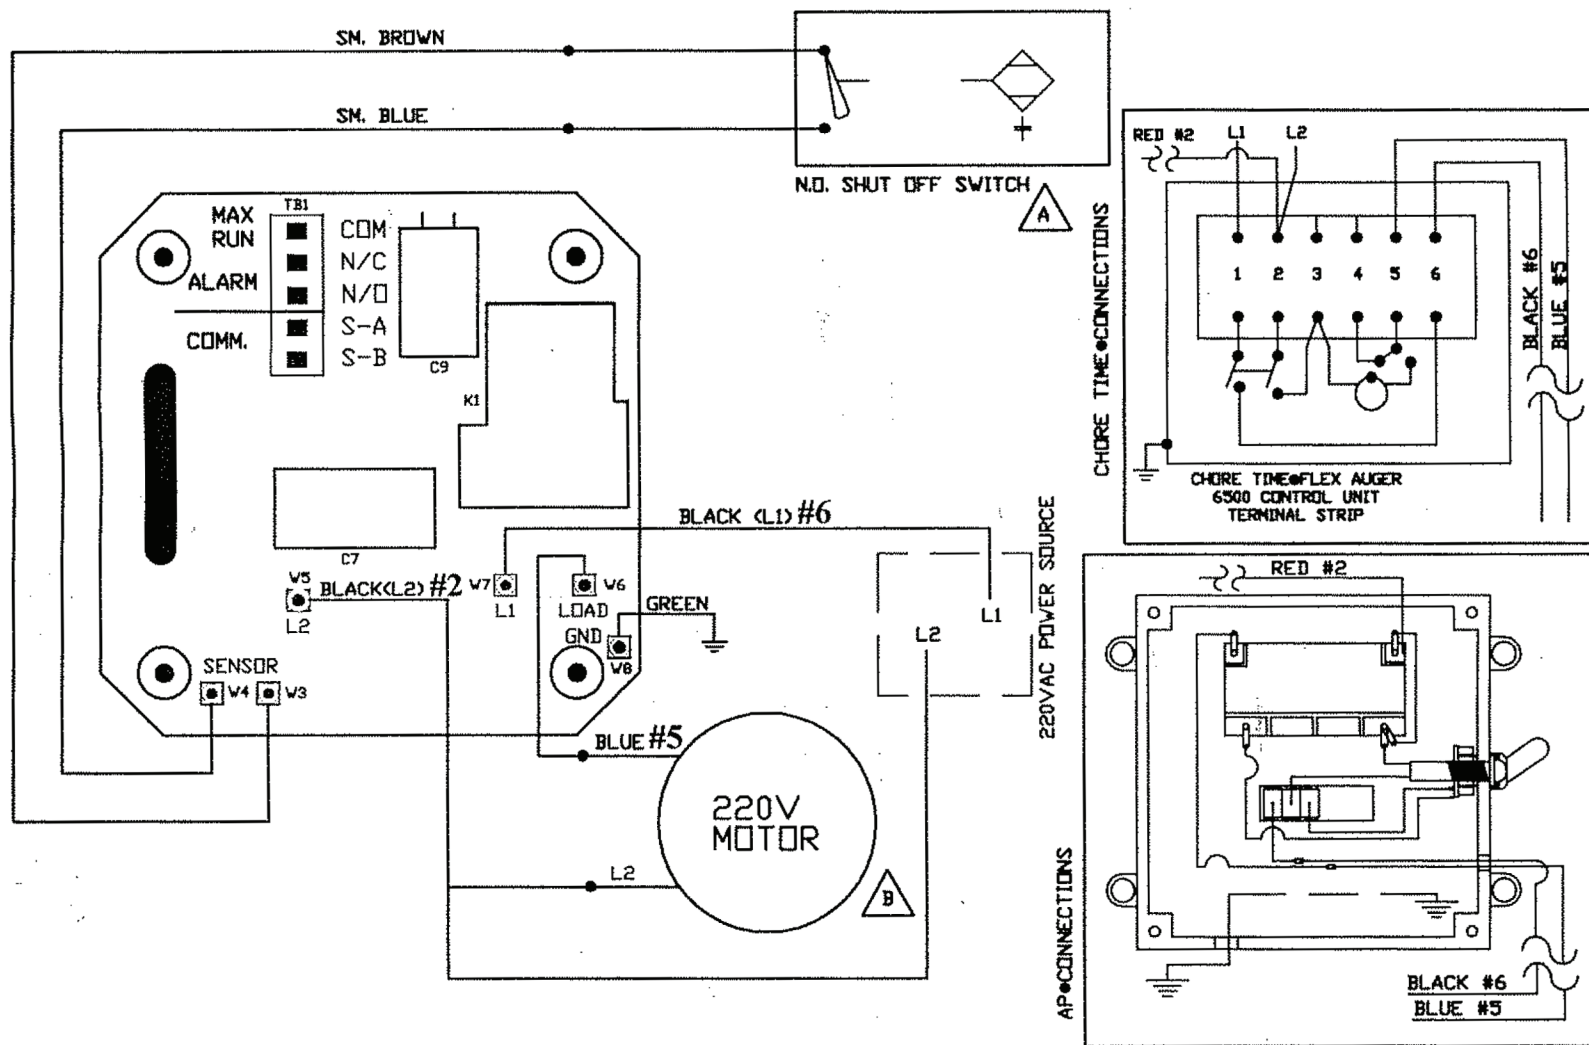 SM. BROWN
SM. BLUE
N.O. SHUT OFF SWITCH
A
MAX
RUN
ALARM
COMM.
TB1
COM
N/C
N/O
S-A
S-B
C9
K1
C7
W5
BLACK(L2) #2
L2
W7
L1
W6
LOAD
BLACK (L1) #6
GND
W8
GREEN
SENSOR
W4
W3
BLUE #5
220V
MOTOR
L2
B
L1
L2
220VAC POWER SOURCE
CHORE TIME CONNECTIONS
RED #2
L1
L2
1 2 3 4 5 6
BLACK #6
BLUE #5
CHORE TIME FLEX AUGER
6500 CONTROL UNIT
TERMINAL STRIP
AP CONNECTIONS
RED #2
BLACK #6
BLUE #5